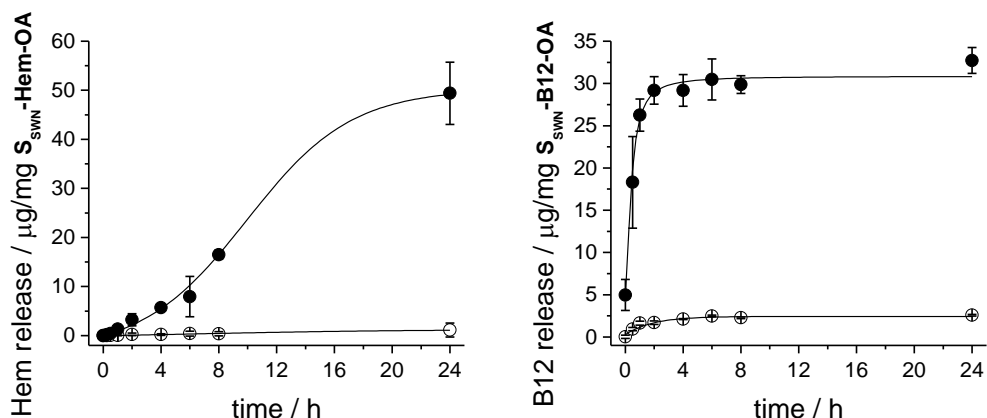 Hem release / μg/mg S_SWN-Hem-OA
60
50
40
30
20
10
0
0 4 8 12 16 20 24
time / h
B12 release / μg/mg S_SWN-B12-OA
35
30
25
20
15
10
5
0
0 4 8 12 16 20 24
time / h